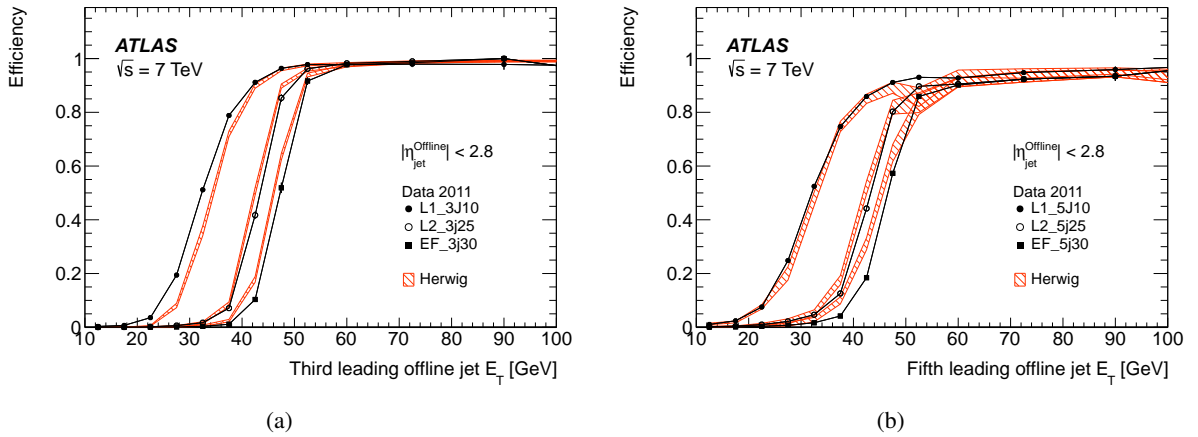 Efficiency
ATLAS
√s = 7 TeV
|η^Offline_jet| < 2.8
Data 2011
L1_3J10
L2_3j25
EF_3j30
Herwig
1
0.8
0.6
0.4
0.2
0
10 20 30 40 50 60 70 80 90 100
Third leading offline jet E_T [GeV]
(a)
Efficiency
ATLAS
√s = 7 TeV
|η^Offline_jet| < 2.8
Data 2011
L1_5J10
L2_5j25
EF_5j30
Herwig
1
0.8
0.6
0.4
0.2
0
10 20 30 40 50 60 70 80 90 100
Fifth leading offline jet E_T [GeV]
(b)